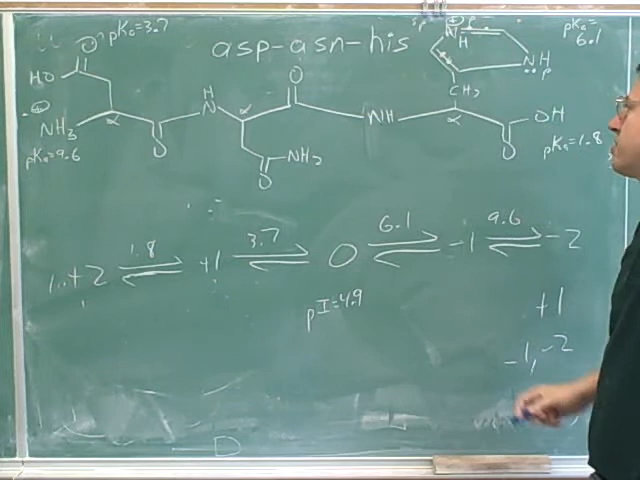 asp-asn-his
pKa=3.7
pKa=
6.1
O
HO
NH
H
NH
p
CH2
H
N
O
NH
OH
⊕
NH3
α
α
α
O
O
pKa=9.6
O
NH2
pKa=1.8
+2 1.8 +1 3.7 0 6.1 -1 9.6 -2
pI=4.9
+1
-1, -2
D